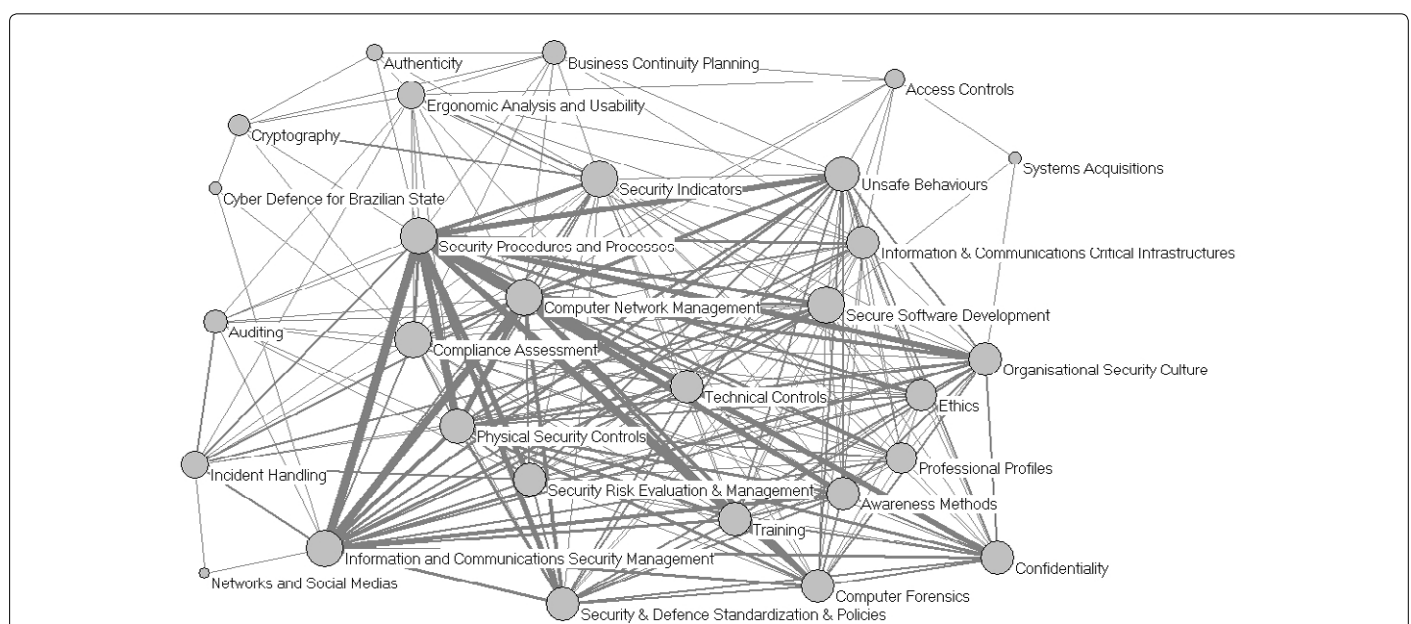 Authenticity
Business Continuity Planning
Access Controls
Ergonomic Analysis and Usability
Cryptography
Systems Acquisitions
Cyber Defence for Brazilian State
Security Indicators
Unsafe Behaviours
Security Procedures and Processes
Information & Communications Critical Infrastructures
Computer Network Management
Secure Software Development
Auditing
Compliance Assessment
Organisational Security Culture
Technical Controls
Ethics
Physical Security Controls
Incident Handling
Professional Profiles
Security Risk Evaluation & Management
Awareness Methods
Training
Information and Communications Security Management
Networks and Social Medias
Confidentiality
Computer Forensics
Security & Defence Standardization & Policies